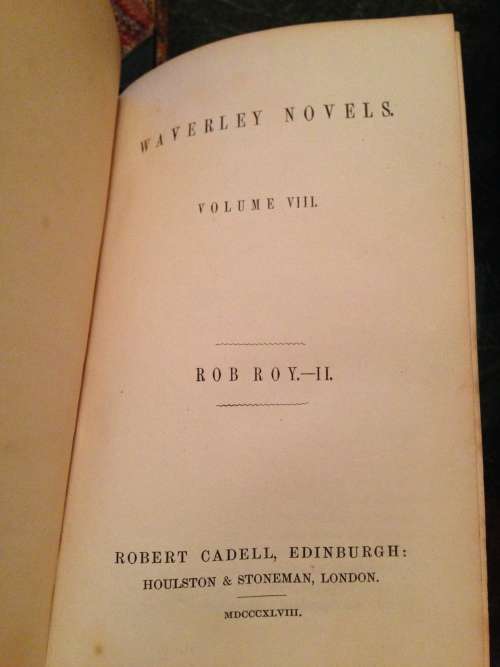 WAVERLEY NOVELS.
VOLUME VIII.
ROB ROY.—II.
ROBERT CADELL, EDINBURGH:
HOULSTON & STONEMAN, LONDON.
MDCCCXLVIII.